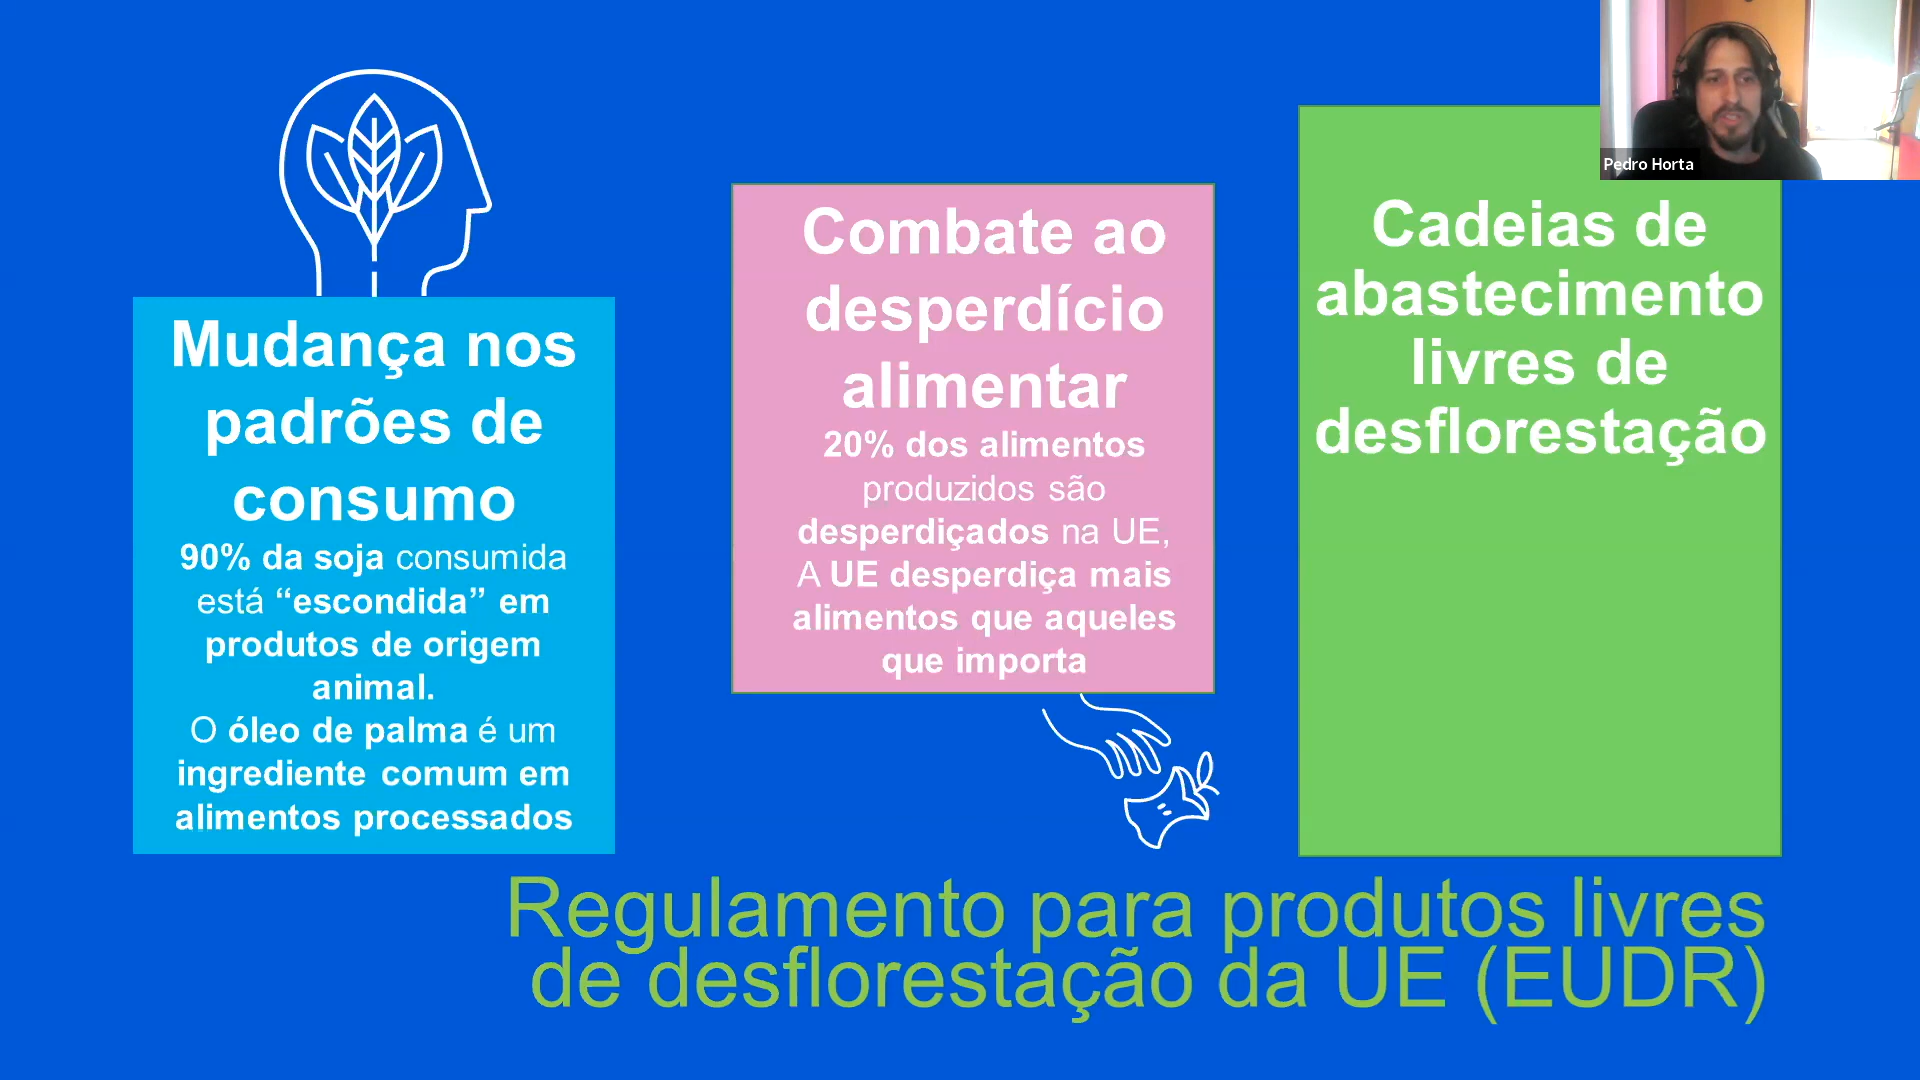 Mudança nos
padrões de
consumo
90% da soja consumida
está “escondida” em
produtos de origem
animal.
O óleo de palma é um
ingrediente comum em
alimentos processados
Combate ao
desperdício
alimentar
20% dos alimentos
produzidos são
desperdiçados na UE,
A UE desperdiça mais
alimentos que aqueles
que importa
Cadeias de
abastecimento
livres de
desflorestação
Pedro Horta
Regulamento para produtos livres
de desflorestação da UE (EUDR)